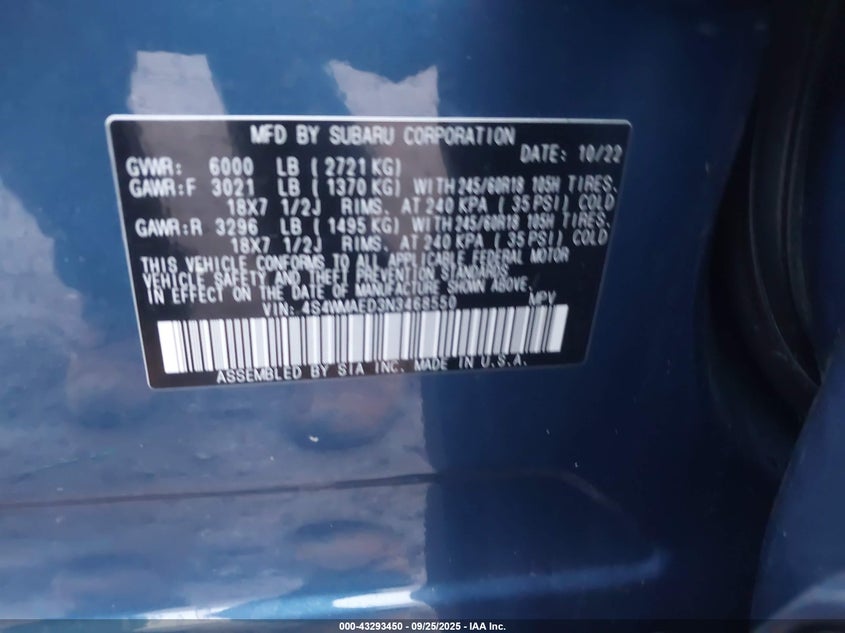 MFD BY SUBARU CORPORATION
DATE: 10/22
GVWR: 6000 LB ( 2721 KG)
GAWR:F 3021 LB ( 1370 KG) WITH 245/60R18 105H TIRES.
18X7 1/2J RIMS. AT 240 KPA ( 35 PSI) COLD
GAWR:R 3296 LB ( 1495 KG) WITH 245/60R18 105H TIRES.
18X7 1/2J RIMS. AT 240 KPA ( 35 PSI) COLD
THIS VEHICLE CONFORMS TO ALL APPLICABLE FEDERAL MOTOR
VEHICLE SAFETY AND THEFT PREVENTION STANDARDS
IN EFFECT ON THE DATE OF MANUFACTURE SHOWN ABOVE.
VIN: 4S4WMAED3N3468550 MPV
ASSEMBLED BY SIA INC. MADE IN U.S.A.
000-43293450 - 09/25/2025 - IAA Inc.